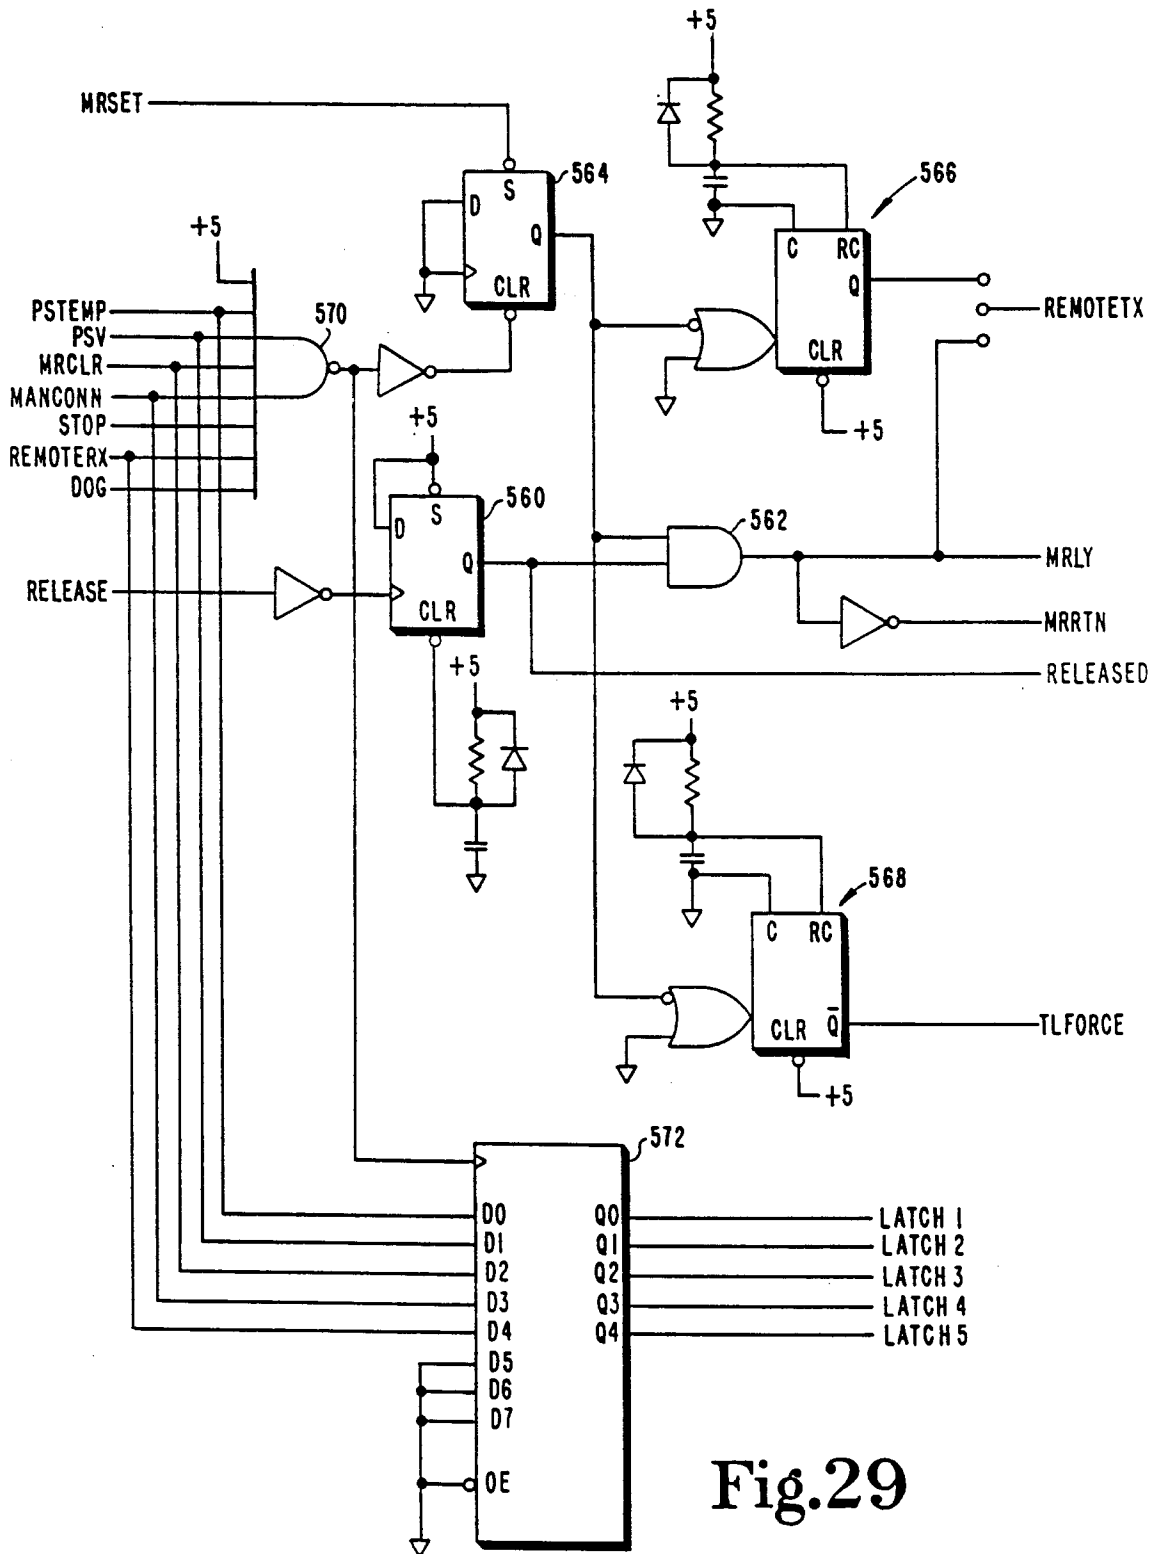 +5
MRSET
564
S
D
Q
CLR
566
C RC
Q
CLR
+5
REMOTETX
+5
PSTEMP
PSV
MRCLR
MANCONN
STOP
REMOTERX
DOG
570
+5
560
S
D
Q
CLR
RELEASE
+5
562
MRLY
MRRTN
RELEASED
+5
568
C RC
CLR Q̅
+5
TLFORCE
572
D0 Q0 LATCH 1
D1 Q1 LATCH 2
D2 Q2 LATCH 3
D3 Q3 LATCH 4
D4 Q4 LATCH 5
D5
D6
D7
OE
Fig.29